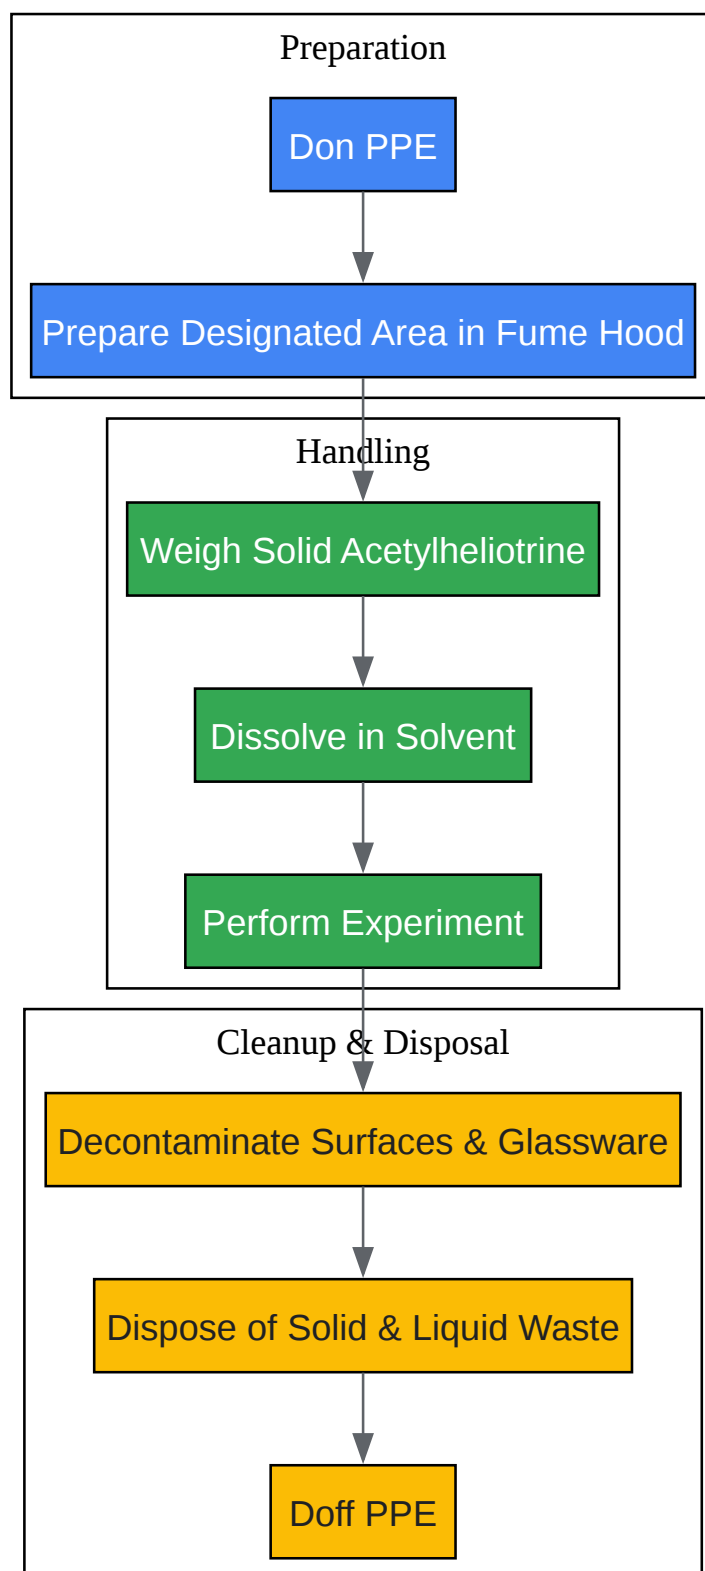 Preparation
Don PPE
Prepare Designated Area in Fume Hood
Handling
Weigh Solid Acetylheliotrine
Dissolve in Solvent
Perform Experiment
Cleanup & Disposal
Decontaminate Surfaces & Glassware
Dispose of Solid & Liquid Waste
Doff PPE